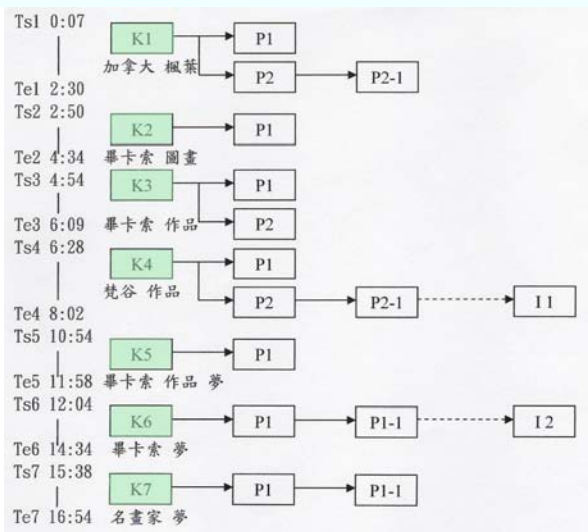 Ts1 0:07
K1 P1
加拿大 楓葉
P2 P2-1
Te1 2:30
Ts2 2:50
K2 P1
Te2 4:34 畢卡索 圖畫
Ts3 4:54
K3 P1
P2
Te3 6:09 畢卡索 作品
Ts4 6:28
K4 P1
梵谷 作品
P2 P2-1 I1
Te4 8:02
Ts5 10:54
K5 P1
Te5 11:58 畢卡索 作品 夢
Ts6 12:04
K6 P1 P1-1 I2
Te6 14:34 畢卡索 夢
Ts7 15:38
K7 P1 P1-1
Te7 16:54 名畫家 夢